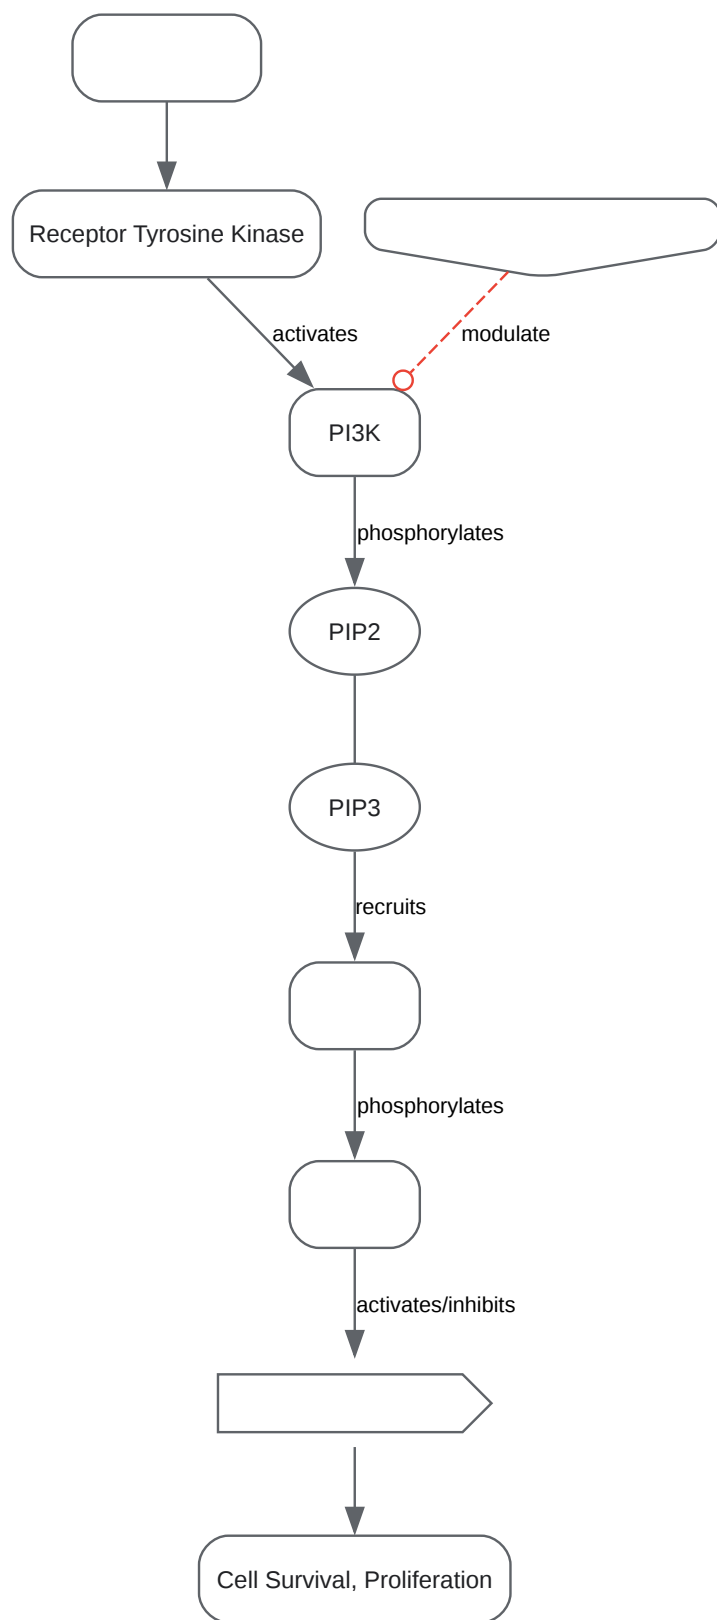 Receptor Tyrosine Kinase
activates
modulate
PI3K
phosphorylates
PIP2
PIP3
recruits
phosphorylates
activates/inhibits
Cell Survival, Proliferation